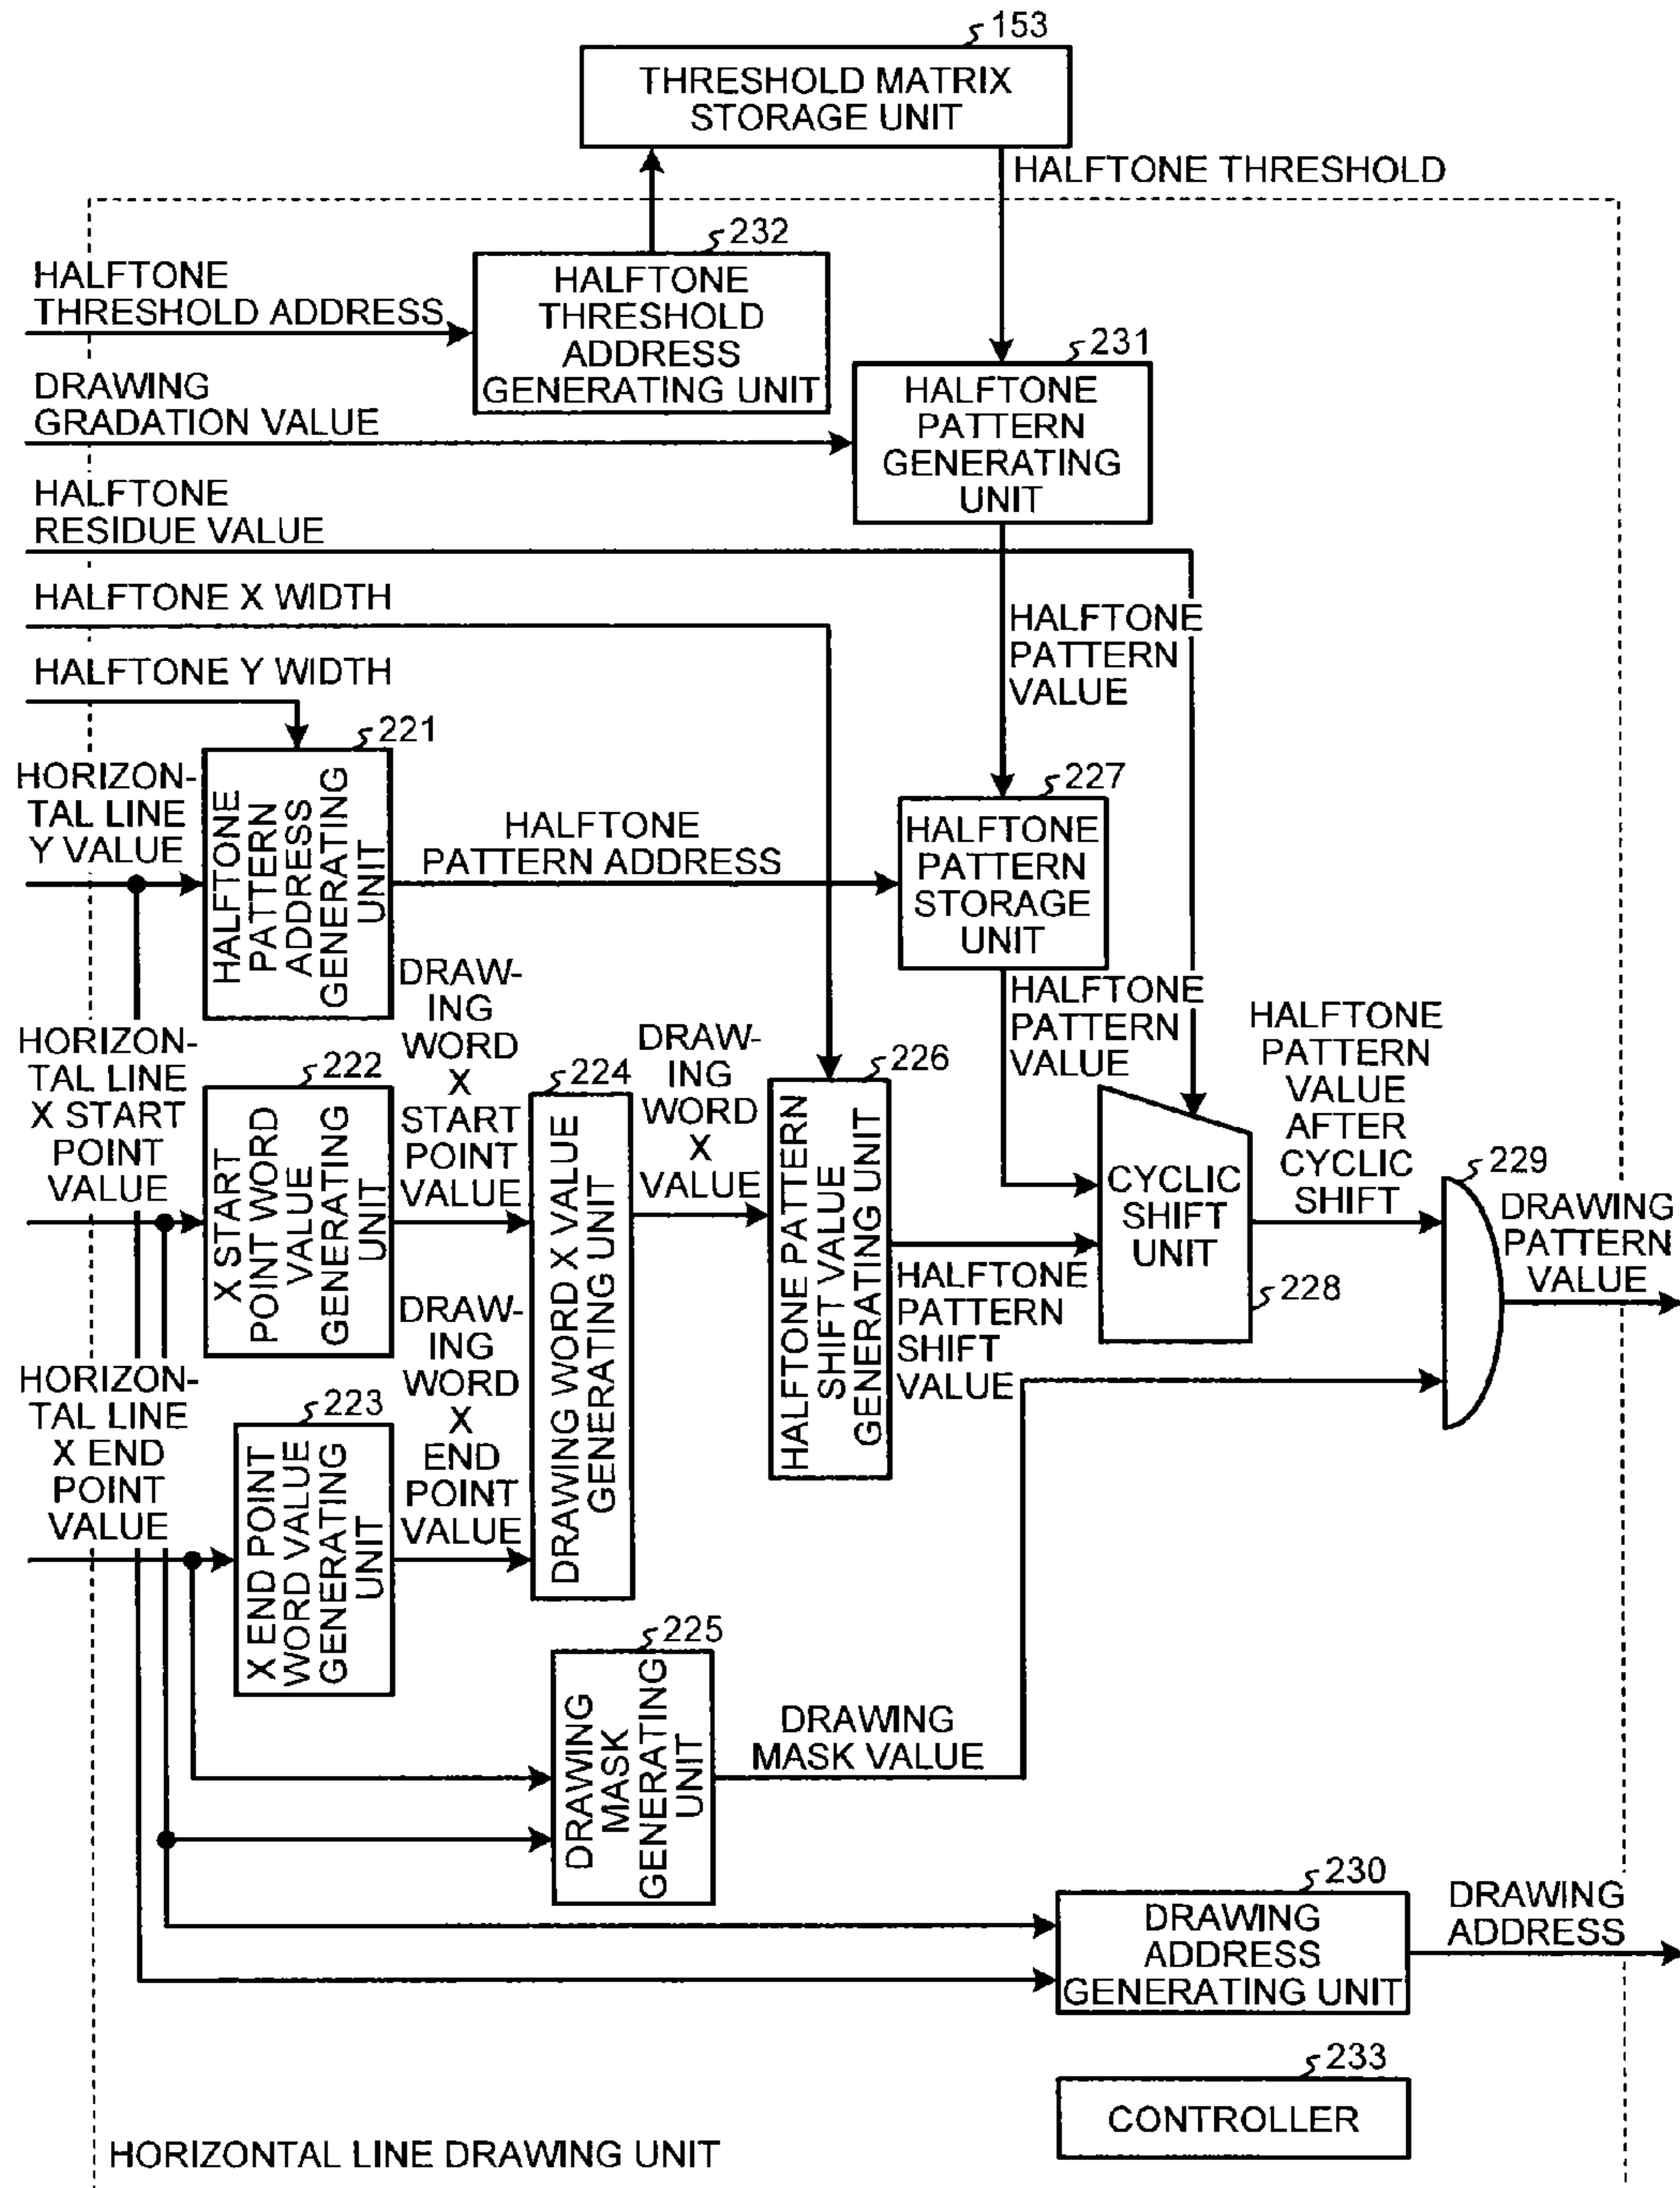 153
THRESHOLD MATRIX
STORAGE UNIT
HALFTONE THRESHOLD
232
HALFTONE
THRESHOLD ADDRESS
HALFTONE
THRESHOLD
ADDRESS
GENERATING UNIT
231
DRAWING
GRADATION VALUE
HALFTONE
PATTERN
GENERATING
UNIT
HALFTONE
RESIDUE VALUE
HALFTONE X WIDTH
HALFTONE
PATTERN
VALUE
HALFTONE Y WIDTH
221
HORIZON-
TAL LINE
Y VALUE
HALFTONE
PATTERN
ADDRESS
GENERATING
UNIT
HALFTONE
PATTERN ADDRESS
227
HALFTONE
PATTERN
STORAGE
UNIT
HALFTONE
PATTERN
VALUE
HORIZON-
TAL LINE
X START
POINT
VALUE
222
X START
POINT WORD
VALUE
GENERATING
UNIT
DRAW-
ING
WORD
X
START
POINT
VALUE
224
DRAWING WORD X VALUE
GENERATING UNIT
DRAW-
ING
WORD
X
VALUE
226
HALFTONE PATTERN
SHIFT VALUE
GENERATING UNIT
HALFTONE
PATTERN
SHIFT
VALUE
CYCLIC
SHIFT
UNIT
228
HALFTONE
PATTERN
VALUE
AFTER
CYCLIC
SHIFT
229
DRAWING
PATTERN
VALUE
HORIZON-
TAL LINE
X END
POINT
VALUE
223
X END POINT
WORD VALUE
GENERATING
UNIT
DRAW-
ING
WORD
X
END
POINT
VALUE
225
DRAWING
MASK
GENERATING
UNIT
DRAWING
MASK VALUE
230
DRAWING
ADDRESS
GENERATING UNIT
DRAWING
ADDRESS
233
CONTROLLER
HORIZONTAL LINE DRAWING UNIT